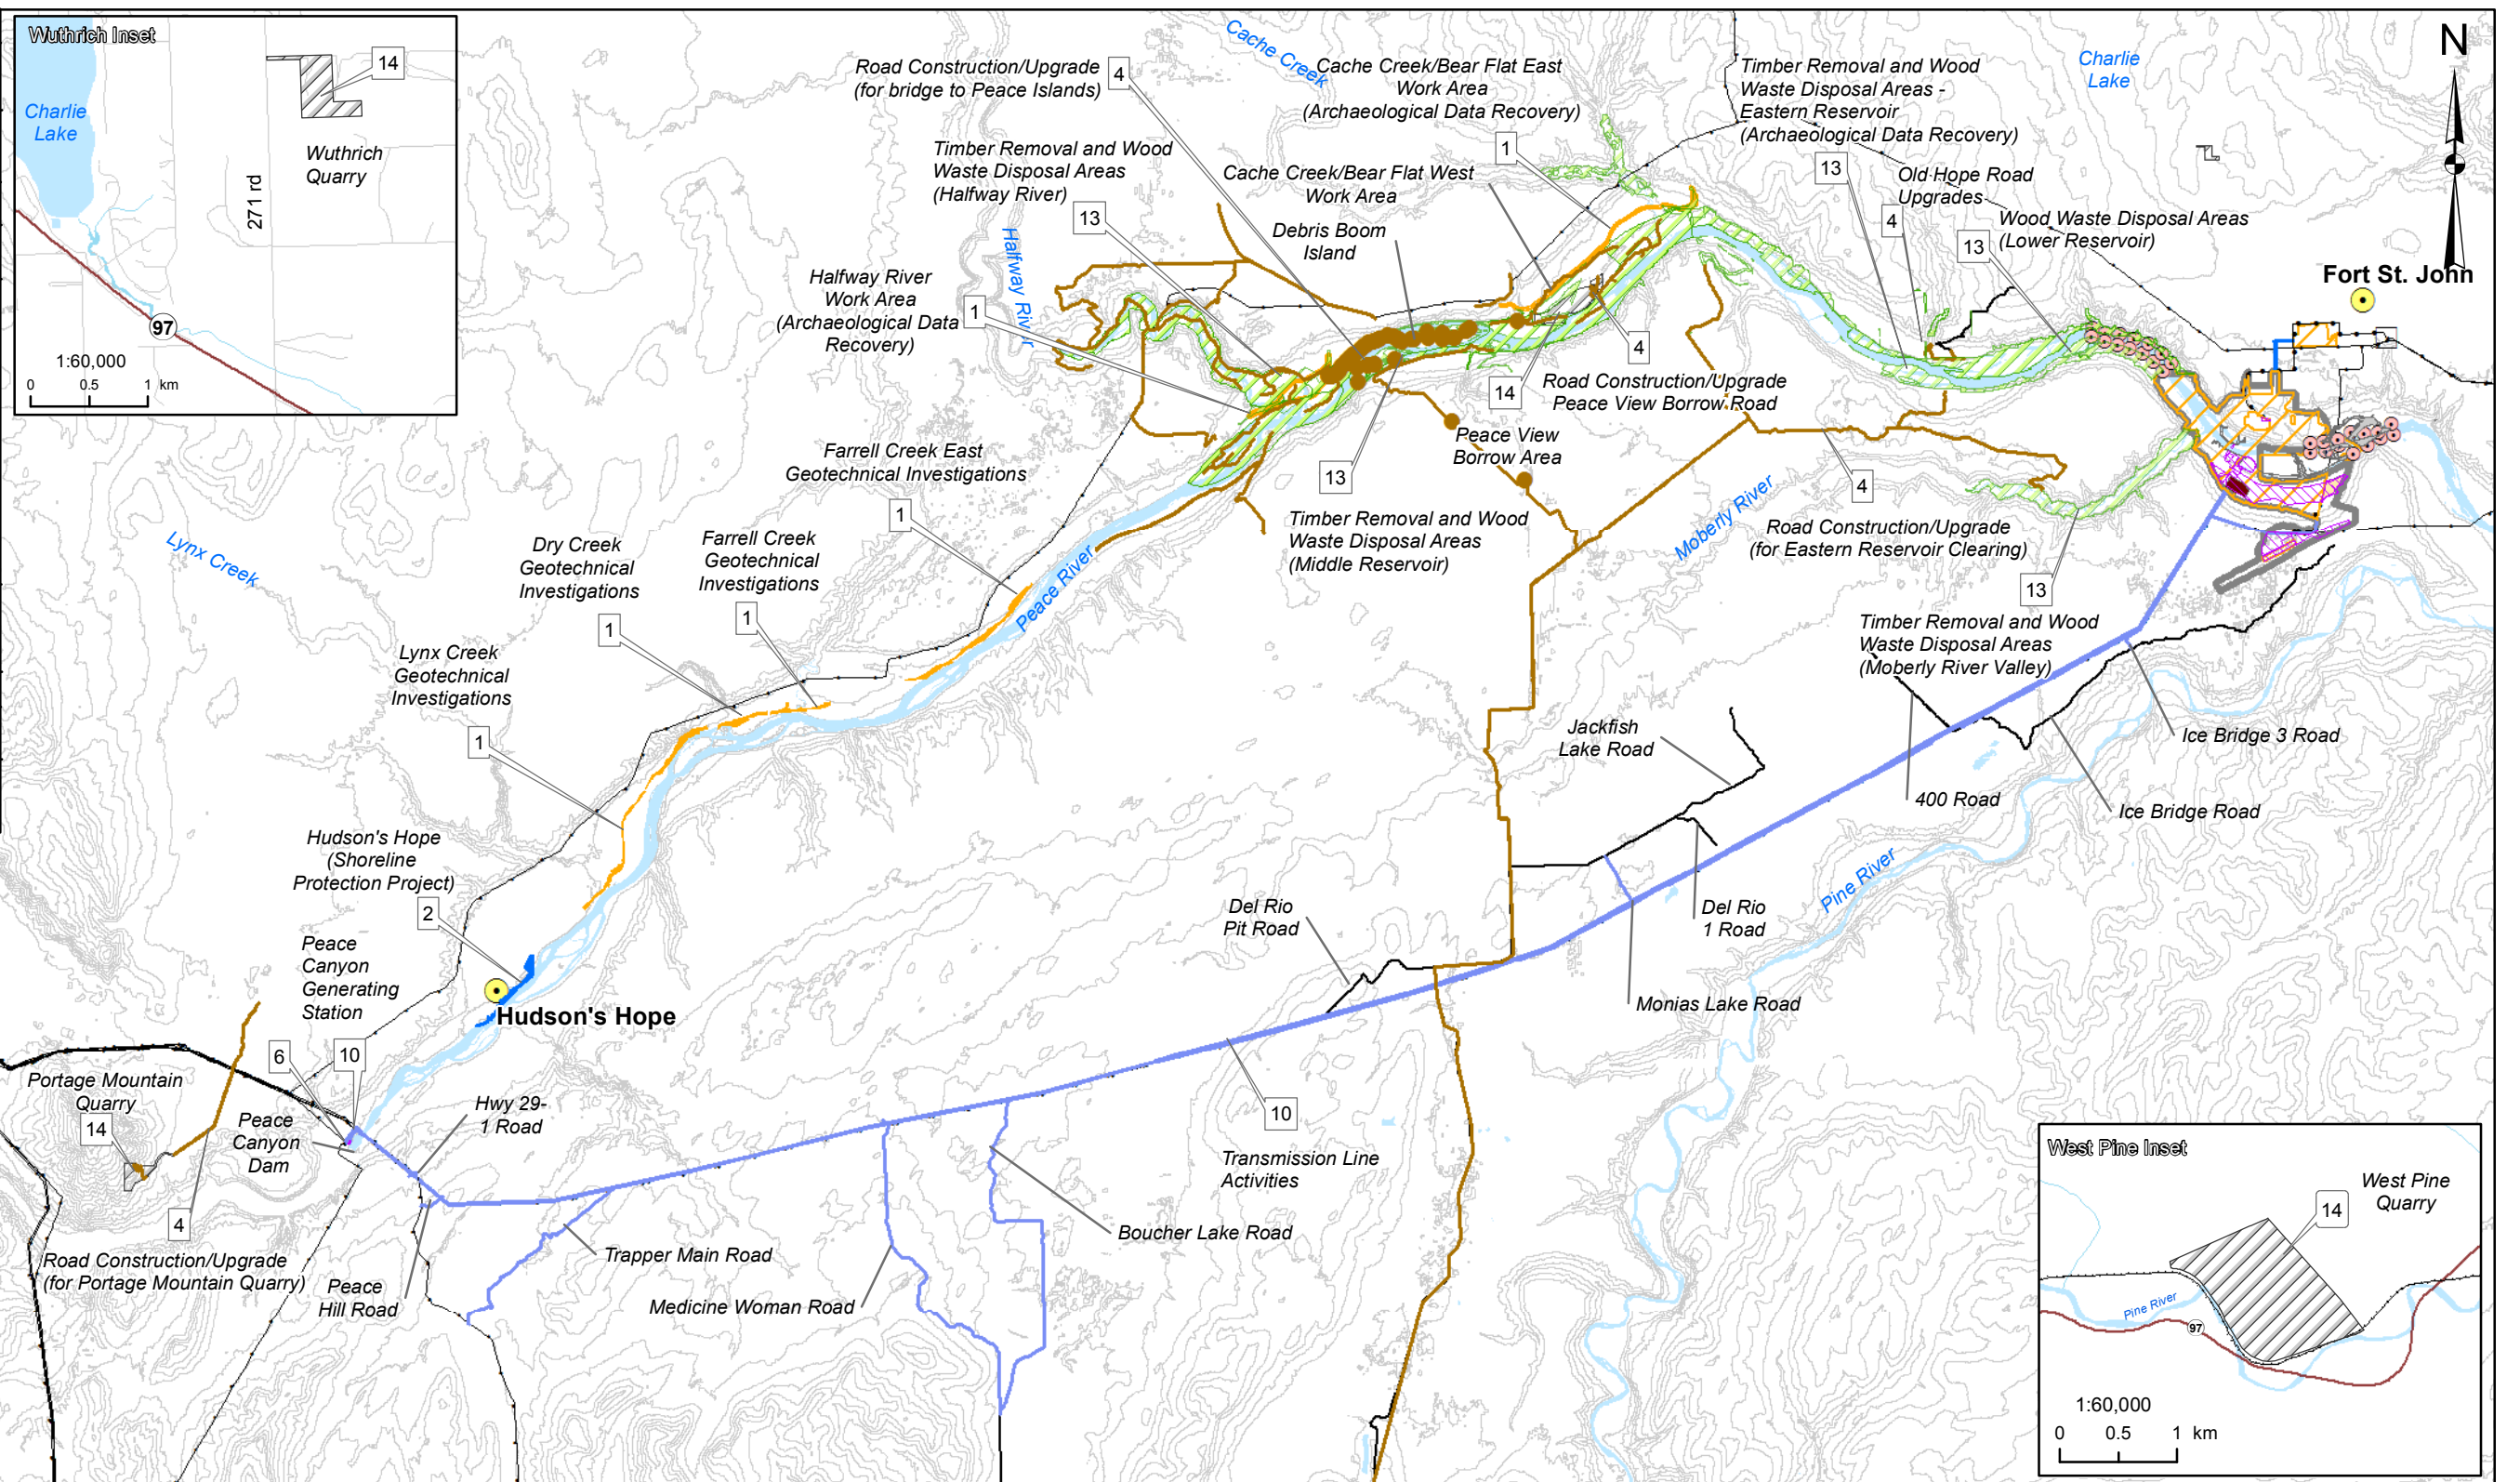 Wuthrich Inset
Charlie
Lake
14
Wuthrich
Quarry
271 rd
97
1:60,000
0 0.5 1 km
Cache Creek
Charlie
Lake
N
Road Construction/Upgrade
(for bridge to Peace Islands)
4
Cache Creek/Bear Flat East
Work Area
(Archaeological Data Recovery)
1
Timber Removal and Wood
Waste Disposal Areas -
Eastern Reservoir
(Archaeological Data Recovery)
13
Timber Removal and Wood
Waste Disposal Areas
(Halfway River)
13
Cache Creek/Bear Flat West
Work Area
Old Hope Road
Upgrades
4
Debris Boom
Island
Wood Waste Disposal Areas
(Lower Reservoir)
13
Fort St. John
Halfway River
Halfway River
Work Area
(Archaeological Data
Recovery)
1
4
Road Construction/Upgrade
Peace View Borrow Road
14
Peace View
Borrow Area
Farrell Creek East
Geotechnical Investigations
1
13
Timber Removal and Wood
Waste Disposal Areas
(Middle Reservoir)
Moberly River
4
Road Construction/Upgrade
(for Eastern Reservoir Clearing)
13
Timber Removal and Wood
Waste Disposal Areas
(Moberly River Valley)
Lynx Creek
Dry Creek
Geotechnical
Investigations
1
Farrell Creek
Geotechnical
Investigations
1
Peace River
Lynx Creek
Geotechnical
Investigations
1
Jackfish
Lake Road
Ice Bridge 3 Road
400 Road
Ice Bridge Road
Hudson's Hope
(Shoreline
Protection Project)
2
Pine River
Del Rio
Pit Road
Del Rio
1 Road
Monias Lake Road
Peace
Canyon
Generating
Station
Hudson's Hope
6
10
Portage Mountain
Quarry
14
Peace
Canyon
Dam
Hwy 29-
1 Road
10
Transmission Line
Activities
4
Road Construction/Upgrade
(for Portage Mountain Quarry)
Peace
Hill Road
Trapper Main Road
Medicine Woman Road
Boucher Lake Road
West Pine Inset
West Pine
Quarry
14
Pine River
97
1:60,000
0 0.5 1 km